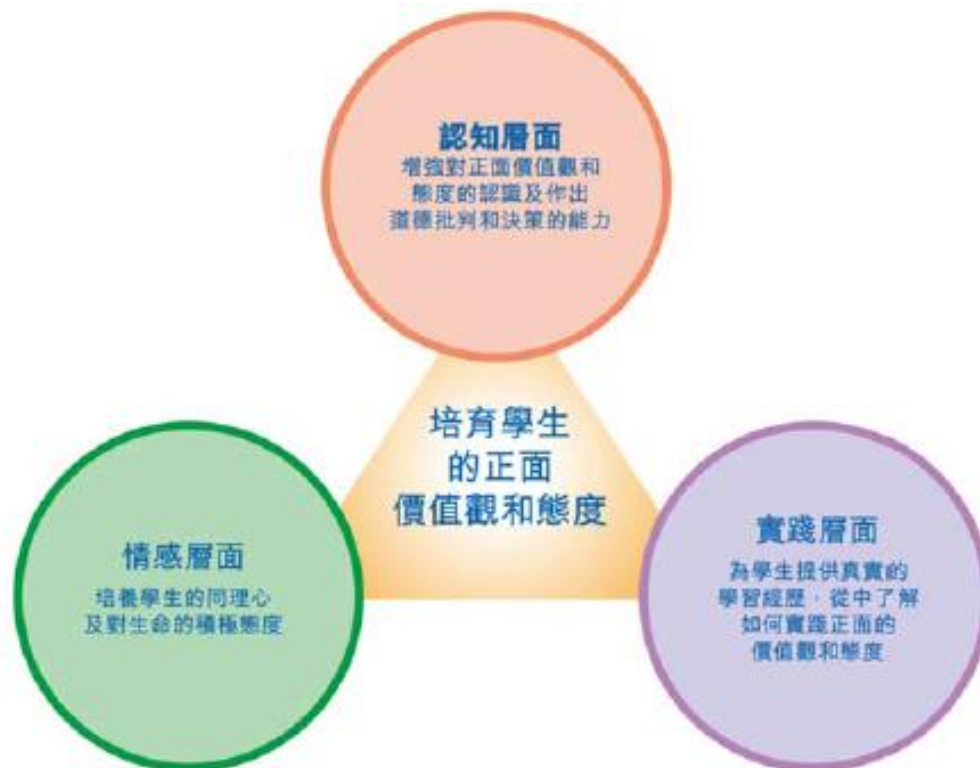 認知層面
增強對正面價值觀和
態度的認識及作出
道德批判和決策的能力
培育學生
的正面
價值觀和態度
情感層面
培養學生的同理心
及對生命的積極態度
實踐層面
為學生提供真實的
學習經歷，從中了解
如何實踐正面的
價值觀和態度